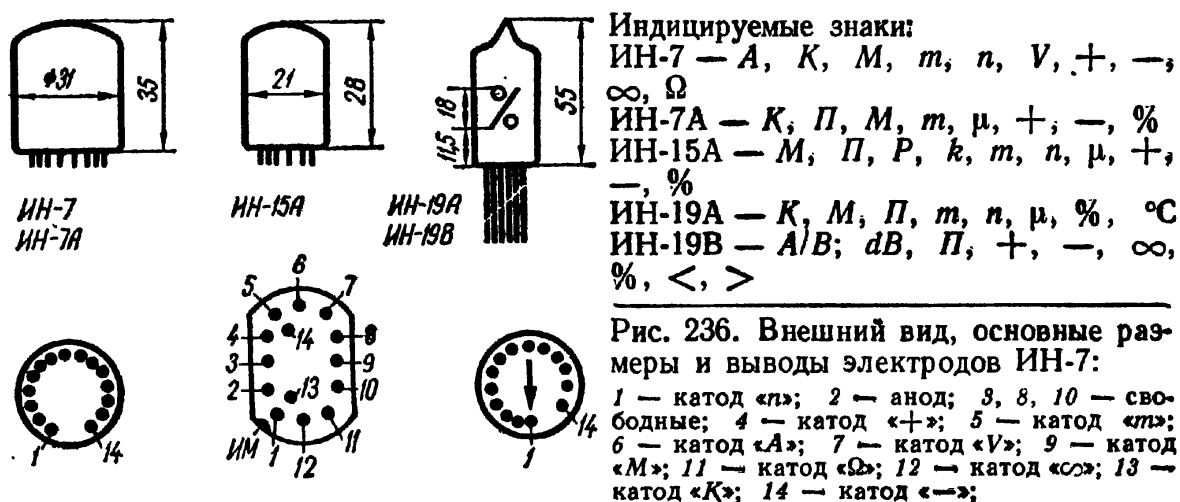 ф31
35
21
28
18
11,5
55
ИН-7
ИН-7А
ИН-15А
ИН-19А
ИН-19В
1
14
6
5
7
4
14
8
3
9
2
13
10
ИМ
1
12
11
14
1
Индицируемые знаки:
ИН-7 — А, К, М, m, n, V, +, —,
∞, Ω
ИН-7А — К, П, М, m, μ, +, —, %
ИН-15А — М, П, Р, k, m, n, μ, +,
—, %
ИН-19А — К, М, П, m, n, μ, %, °С
ИН-19В — А/В; dB, П, +, —, ∞,
%, <, >
Рис. 236. Внешний вид, основные раз-
меры и выводы электродов ИН-7:
1 — катод «n»; 2 — анод; 3, 8, 10 — сво-
бодные; 4 — катод «+»; 5 — катод «m»;
6 — катод «А»; 7 — катод «V»; 9 — катод
«М»; 11 — катод «Ω»; 12 — катод «∞»; 13 —
катод «К»; 14 — катод «—»;